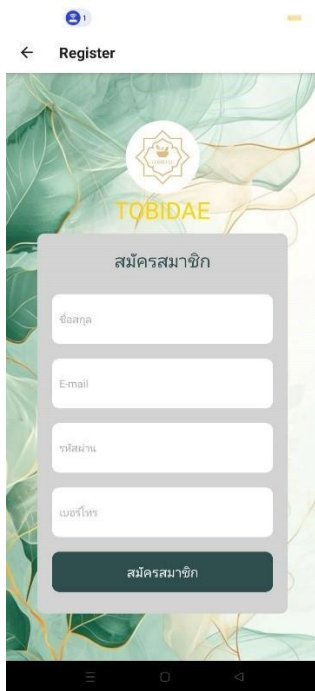 1
Register
TOBIDAE
สมัครสมาชิก
ชื่อสกุล
E-mail
รหัสผ่าน
เบอร์โทร
สมัครสมาชิก